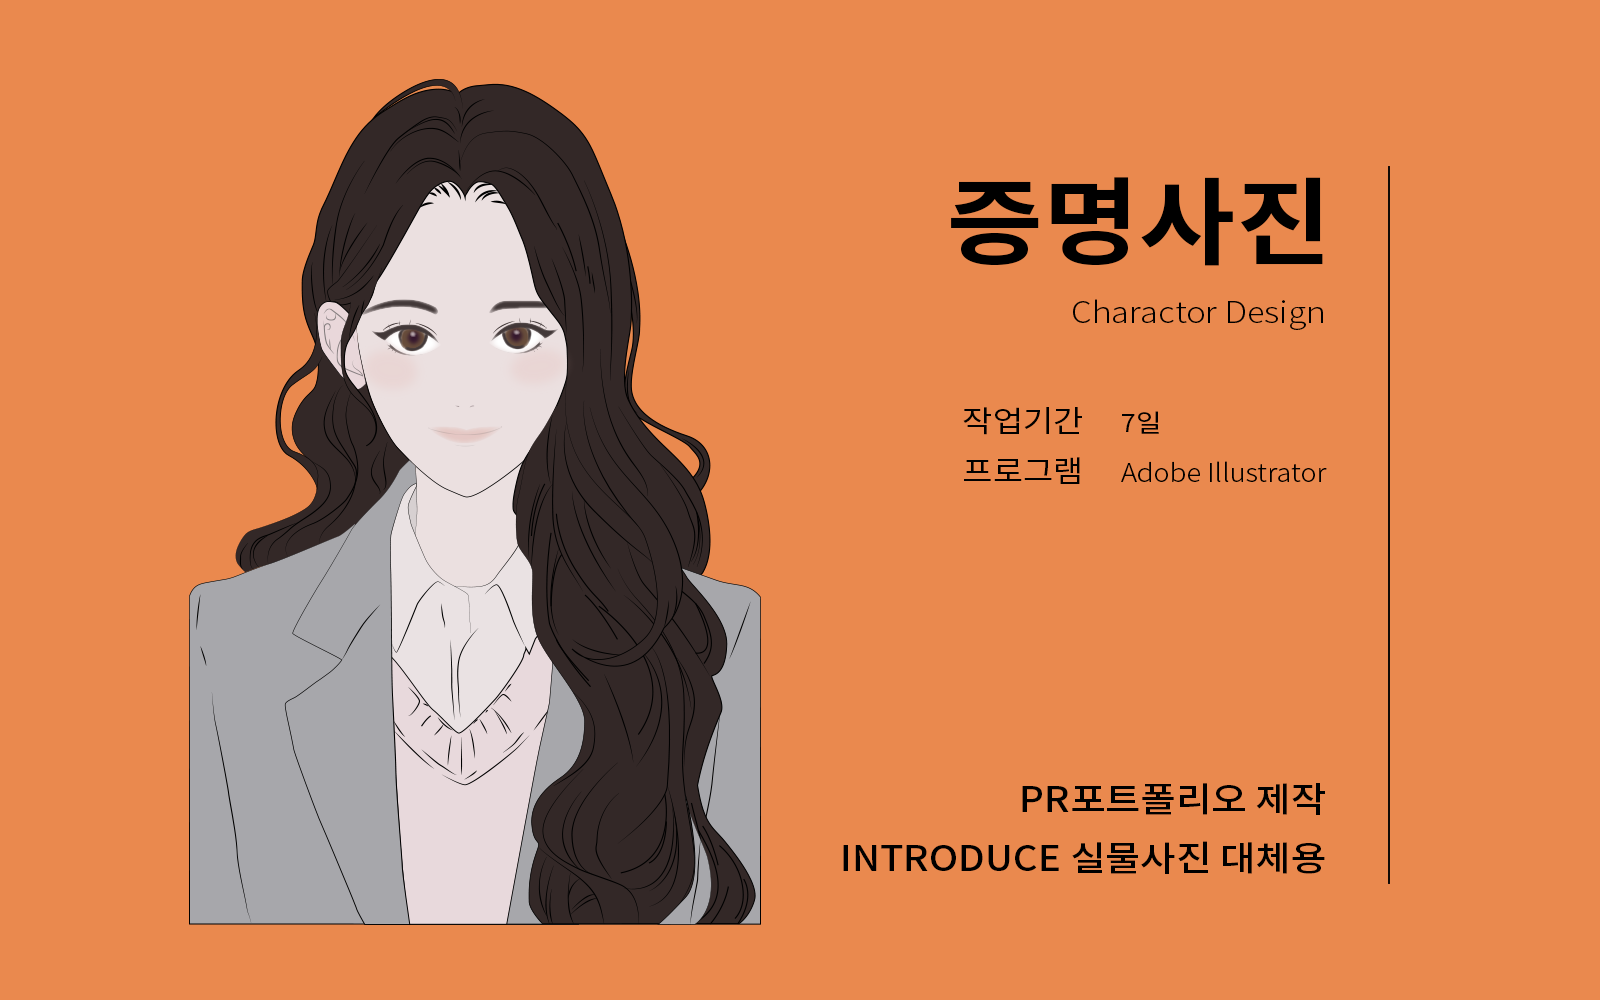 증명사진
Charactor Design
작업기간 7일
프로그램 Adobe Illustrator
PR포트폴리오 제작
INTRODUCE 실물사진 대체용